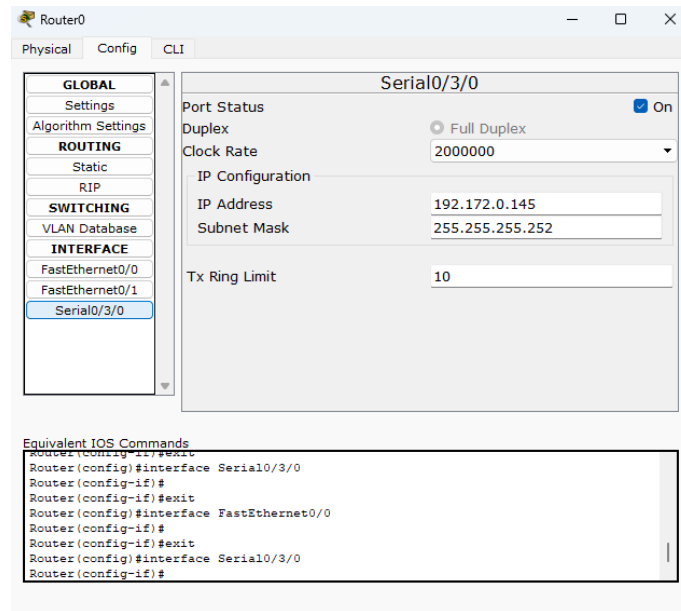 Router0
Physical Config CLI
GLOBAL
Settings
Algorithm Settings
ROUTING
Static
RIP
SWITCHING
VLAN Database
INTERFACE
FastEthernet0/0
FastEthernet0/1
Serial0/3/0
Serial0/3/0
Port Status On
Duplex Full Duplex
Clock Rate 2000000
IP Configuration
IP Address 192.172.0.145
Subnet Mask 255.255.255.252
Tx Ring Limit 10
Equivalent IOS Commands
Router(config-if)#exit
Router(config)#interface Serial0/3/0
Router(config-if)#
Router(config-if)#exit
Router(config)#interface FastEthernet0/0
Router(config-if)#
Router(config-if)#exit
Router(config)#interface Serial0/3/0
Router(config-if)#